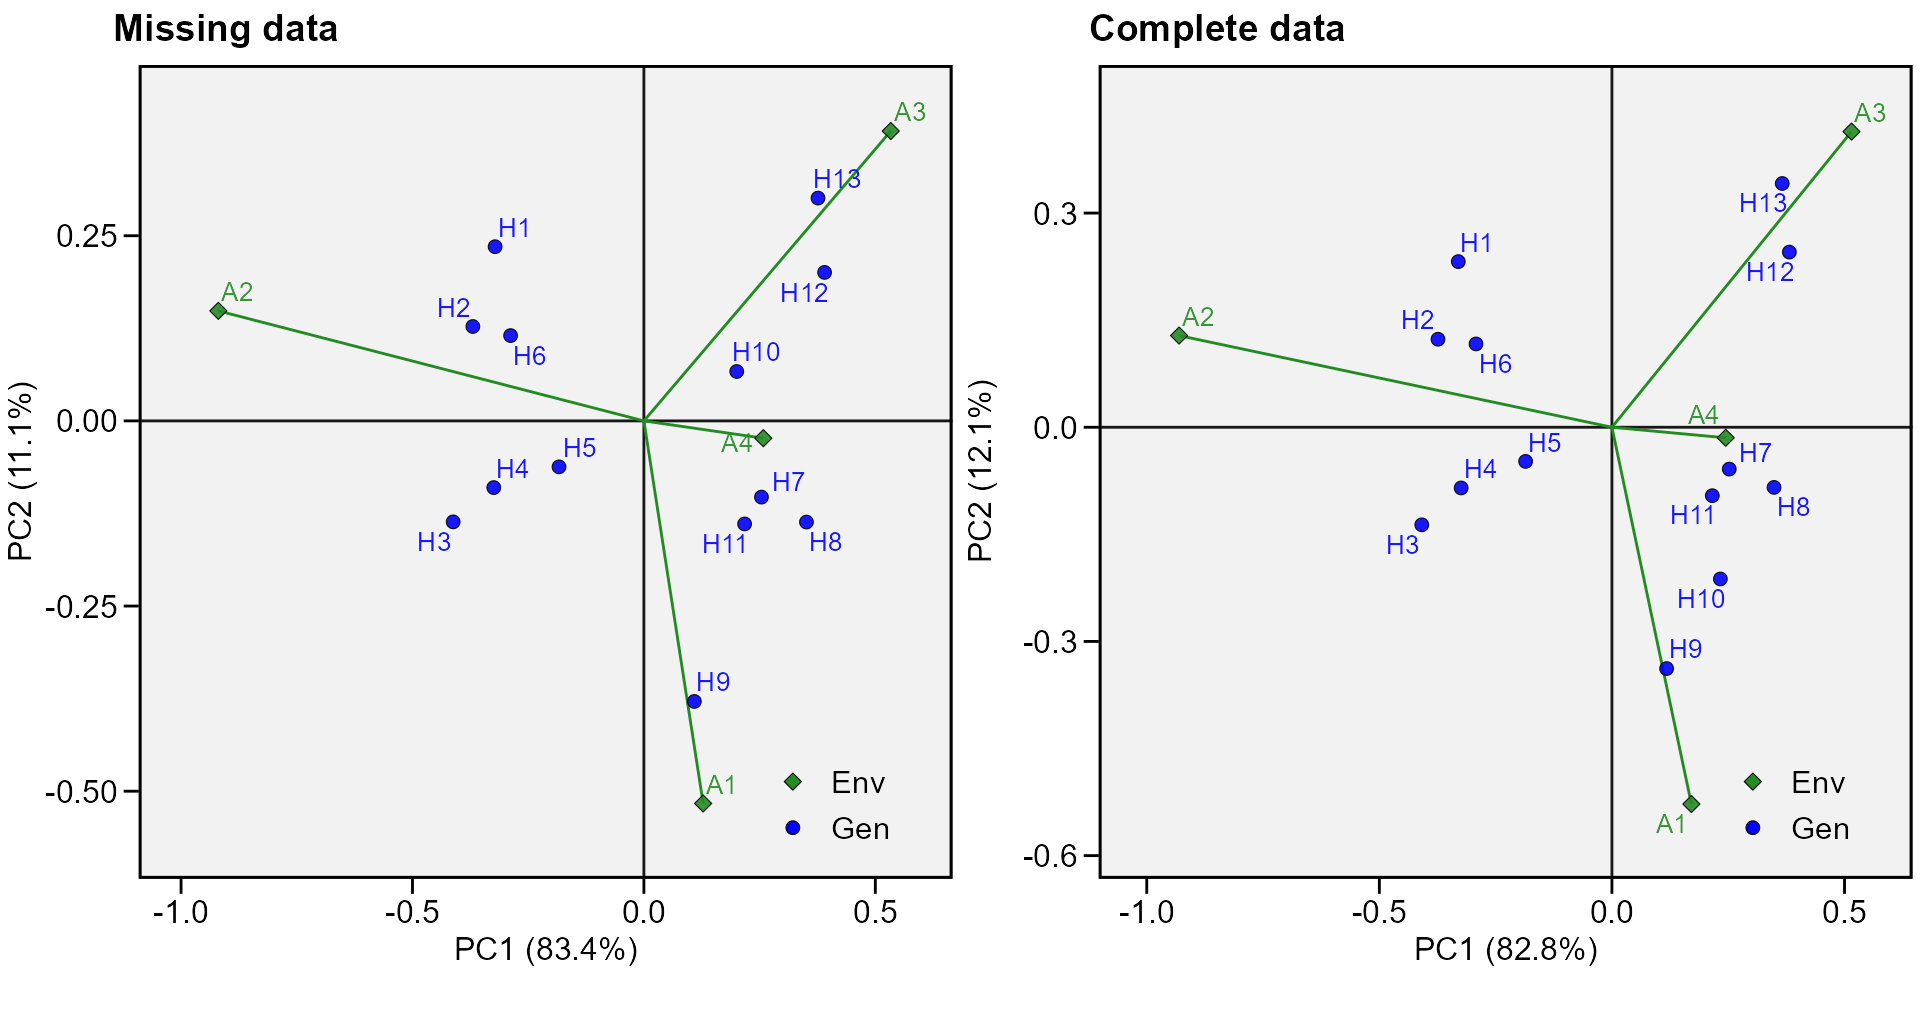 Missing data
PC2 (11.1%)
0.25
0.00
-0.25
-0.50
A3
H13
H1
A2
H12
H2
H6
H10
A4
H5
H4
H7
H3
H11
H8
H9
A1
Env
Gen
-1.0
-0.5
0.0
0.5
PC1 (83.4%)
Complete data
PC2 (12.1%)
0.3
0.0
-0.3
-0.6
A3
H13
H1
H12
A2
H2
H6
A4
H5
H7
H4
H8
H11
H3
H10
H9
A1
Env
Gen
-1.0
-0.5
0.0
0.5
PC1 (82.8%)